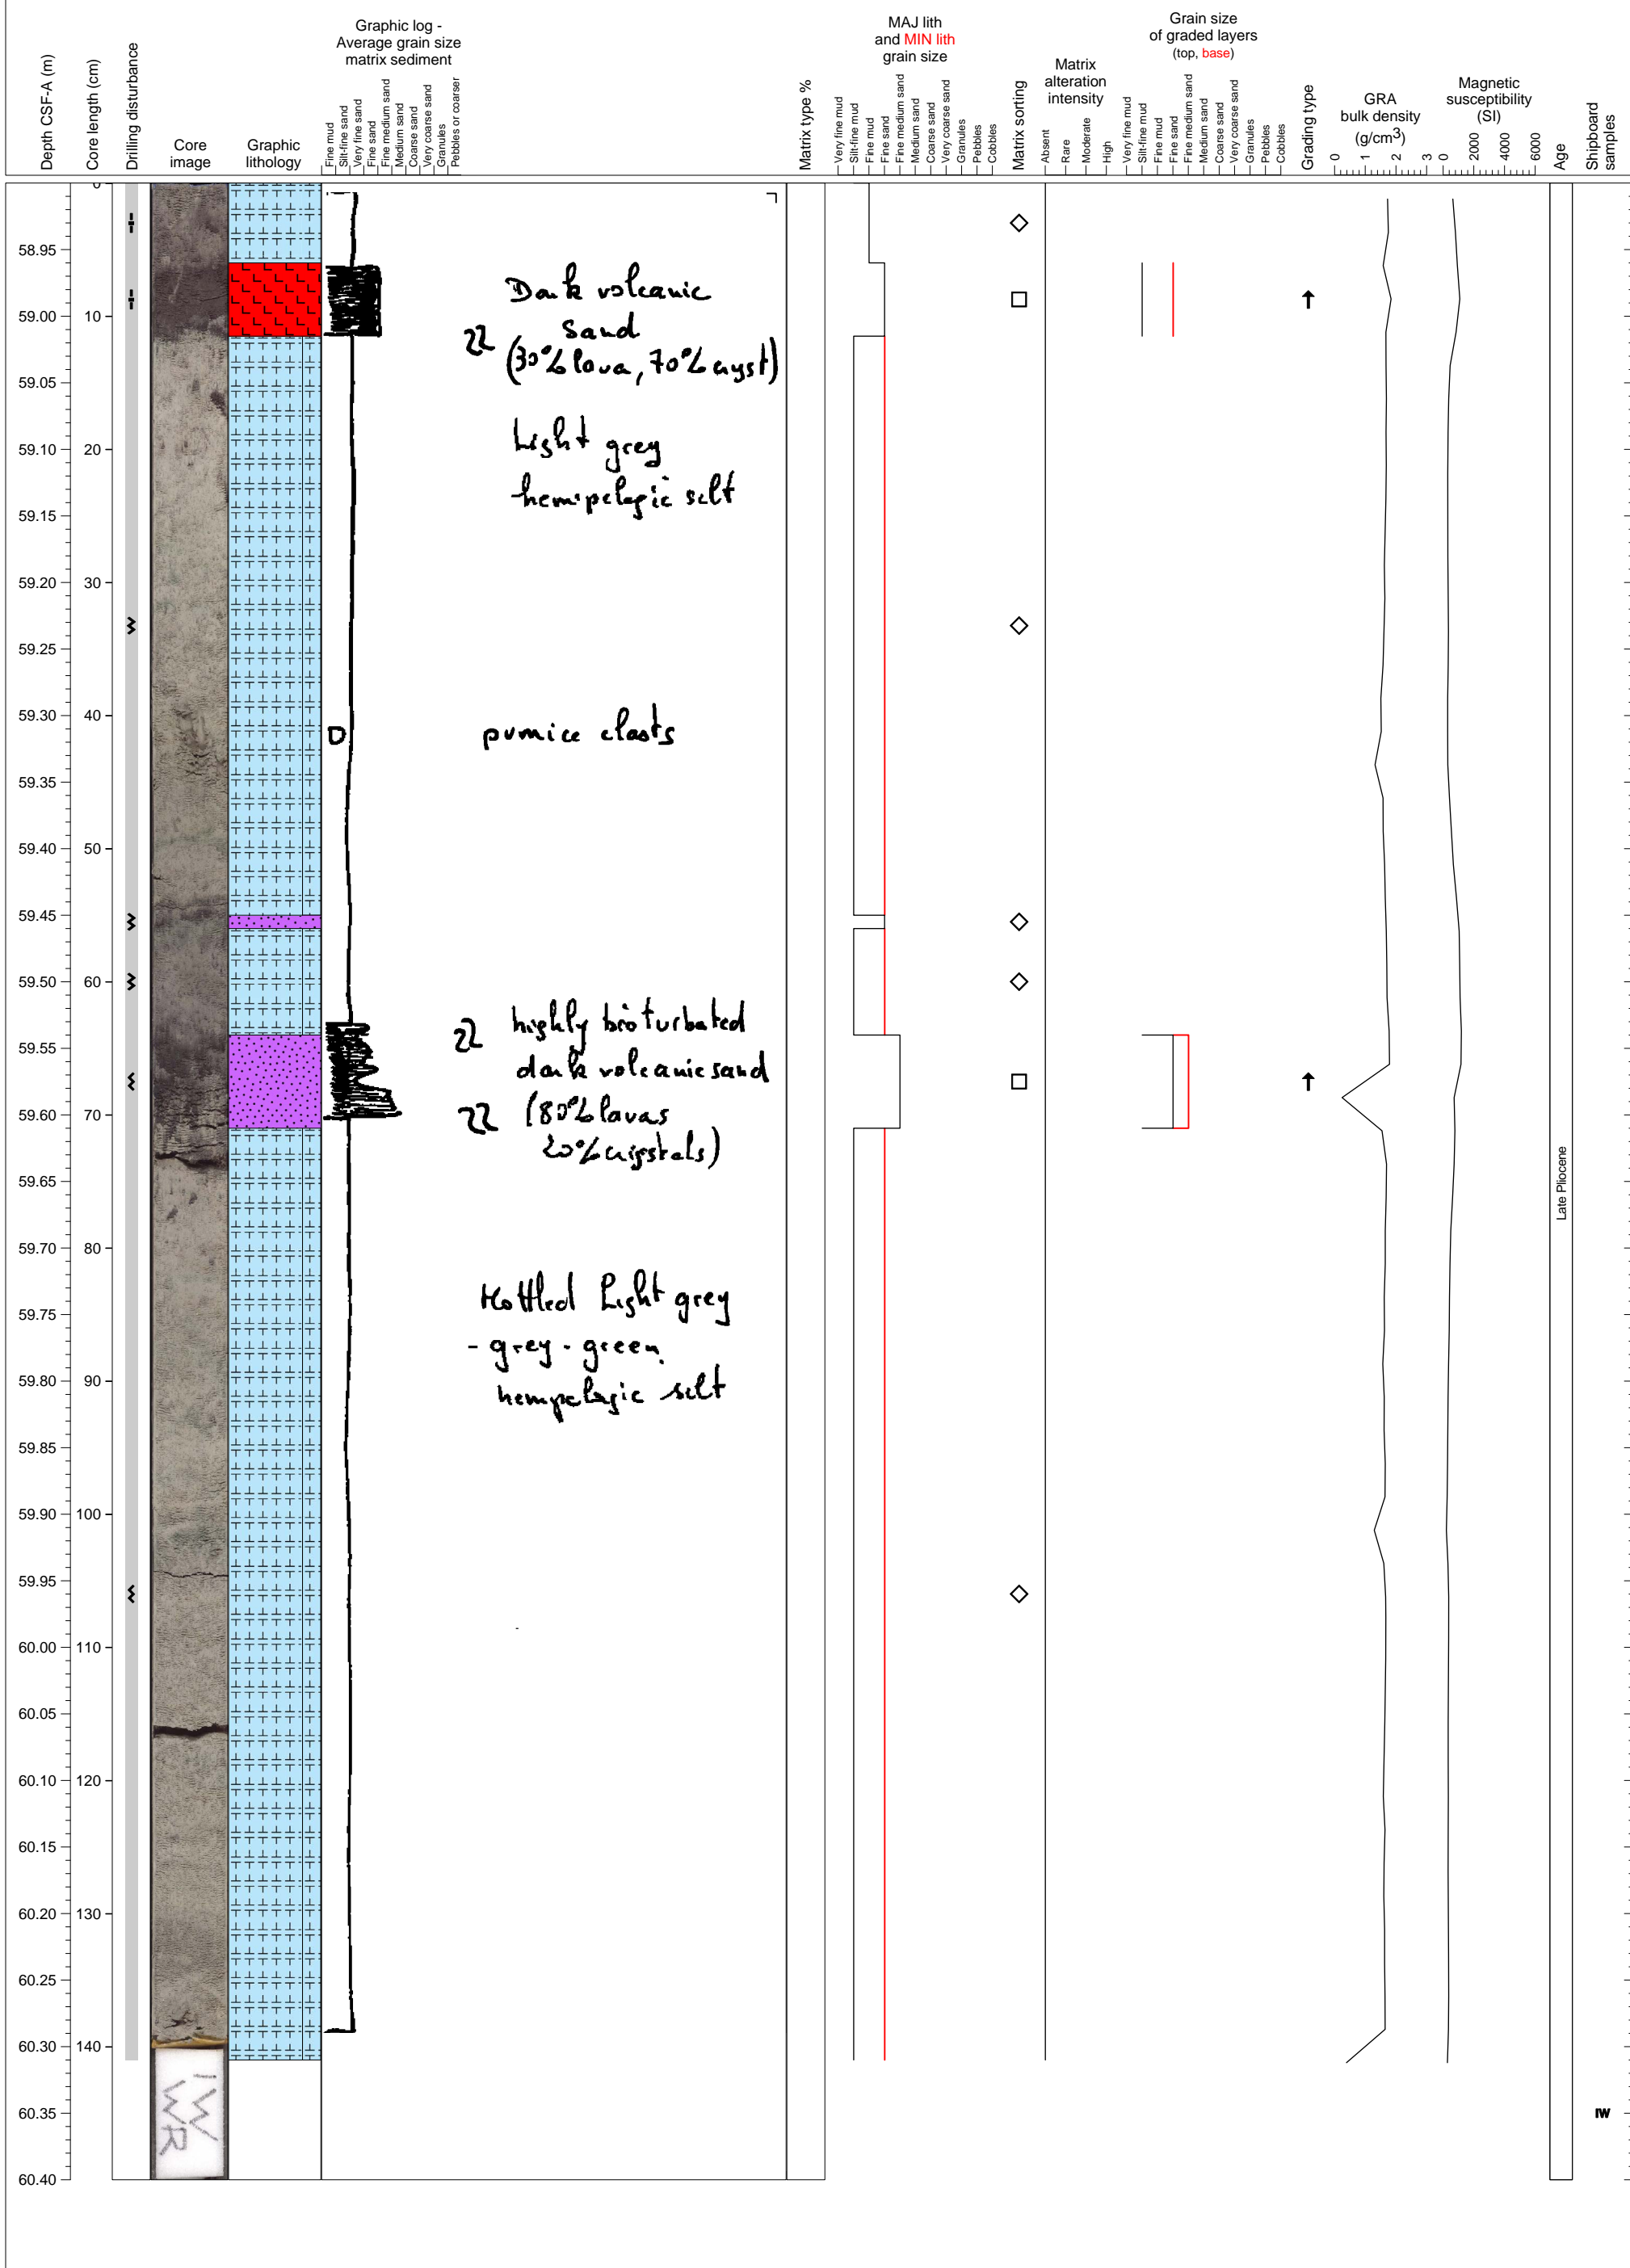 Depth CSF-A (m)
Core length (cm)
Drilling disturbance
Core
image
Graphic
lithology
Graphic log -
Average grain size
matrix sediment
Fine mud
Silt-fine sand
Very fine sand
Fine sand
Fine medium sand
Medium sand
Coarse sand
Very coarse sand
Granules
Pebbles or coarser
Matrix type %
MAJ lith
and MIN lith
grain size
Very fine mud
Silt-fine mud
Fine mud
Fine sand
Fine medium sand
Medium sand
Coarse sand
Very coarse sand
Granules
Pebbles
Cobbles
Matrix sorting
Matrix
alteration
intensity
Absent
Rare
Moderate
High
Grain size
of graded layers
(top, base)
Very fine mud
Silt-fine mud
Fine mud
Fine sand
Fine medium sand
Medium sand
Coarse sand
Very coarse sand
Granules
Pebbles
Cobbles
Grading type
GRA
bulk density
(g/cm3)
0 1 2 3
Magnetic
susceptibility
(SI)
0 2000 4000 6000
Age
Shipboard
samples
0
58.95
59.00 10
59.05
59.10 20
59.15
59.20 30
59.25
59.30 40
59.35
59.40 50
59.45
59.50 60
59.55
59.60 70
59.65
59.70 80
59.75
59.80 90
59.85
59.90 100
59.95
60.00 110
60.05
60.10 120
60.15
60.20 130
60.25
60.30 140
60.35
60.40
Dark volcanic
sand
(30% lava, 70% cryst)
Light grey
hemipelagic silt
pumice clasts
highly bioturbated
dark volcanic sand
(80% lavas
20% crystals)
Mottled Light grey
- grey - green
hempelagic silt
Late Pliocene
IW
WR
IW